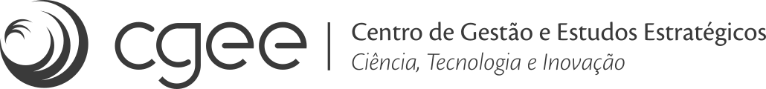 cgee
Centro de Gestão e Estudos Estratégicos
Ciência, Tecnologia e Inovação